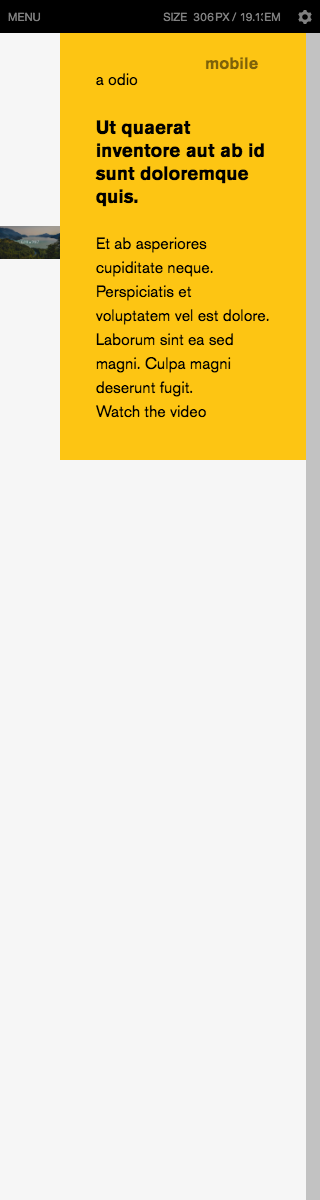 MENU
SIZE 306PX / 19.1
EM
mobile
a odio
Ut quaerat
inventore aut ab id
sunt doloremque
quis.
Et ab asperiores
cupiditate neque.
Perspiciatis et
voluptatem vel est dolore.
Laborum sint ea sed
magni. Culpa magni
deserunt fugit.
Watch the video